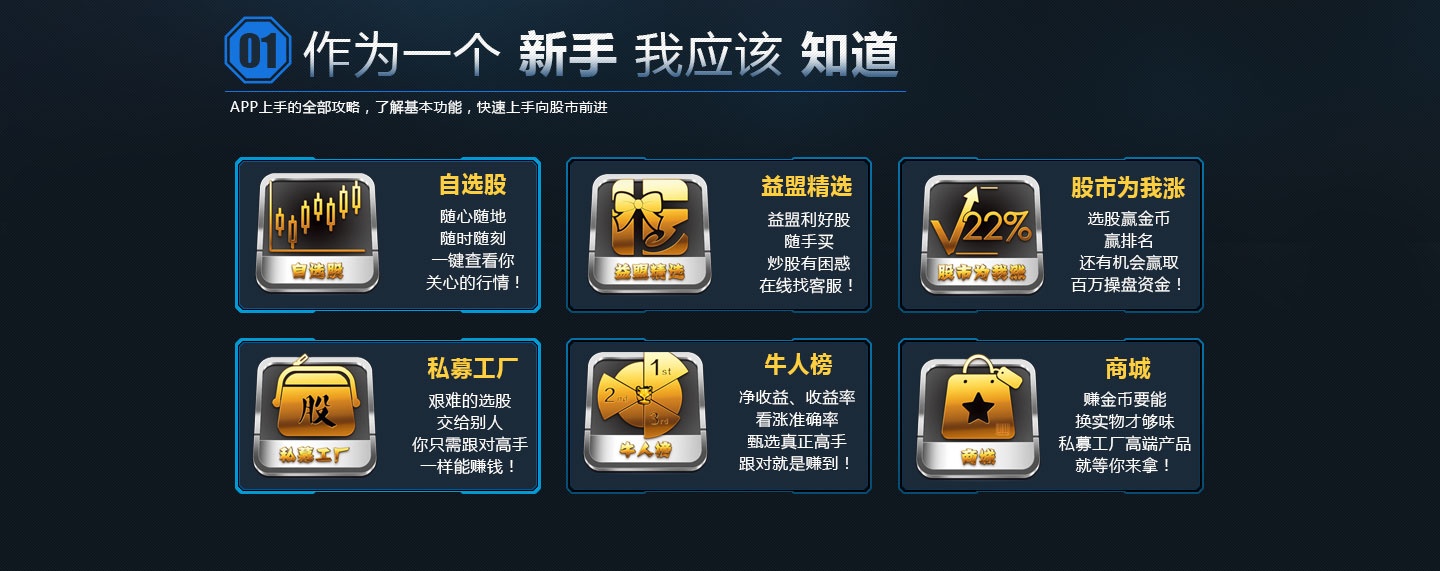 01 作为一个 新手 我应该 知道
APP上手的全部攻略，了解基本功能，快速上手向股市前进
自选股
自选股
随心随地
随时随刻
一键查看你
关心的行情！
益盟精选
益盟精选
益盟利好股
随手买
炒股有困惑
在线找客服！
22%
股市为我涨
股市为我涨
选股赢金币
赢排名
还有机会赢取
百万操盘资金！
股
私募工厂
私募工厂
艰难的选股
交给别人
你只需跟对高手
一样能赚钱！
1st
2nd
3rd
牛人榜
牛人榜
净收益、收益率
看涨准确率
甄选真正高手
跟对就是赚到！
商城
商城
赚金币要能
换实物才够味
私募工厂高端产品
就等你来拿！